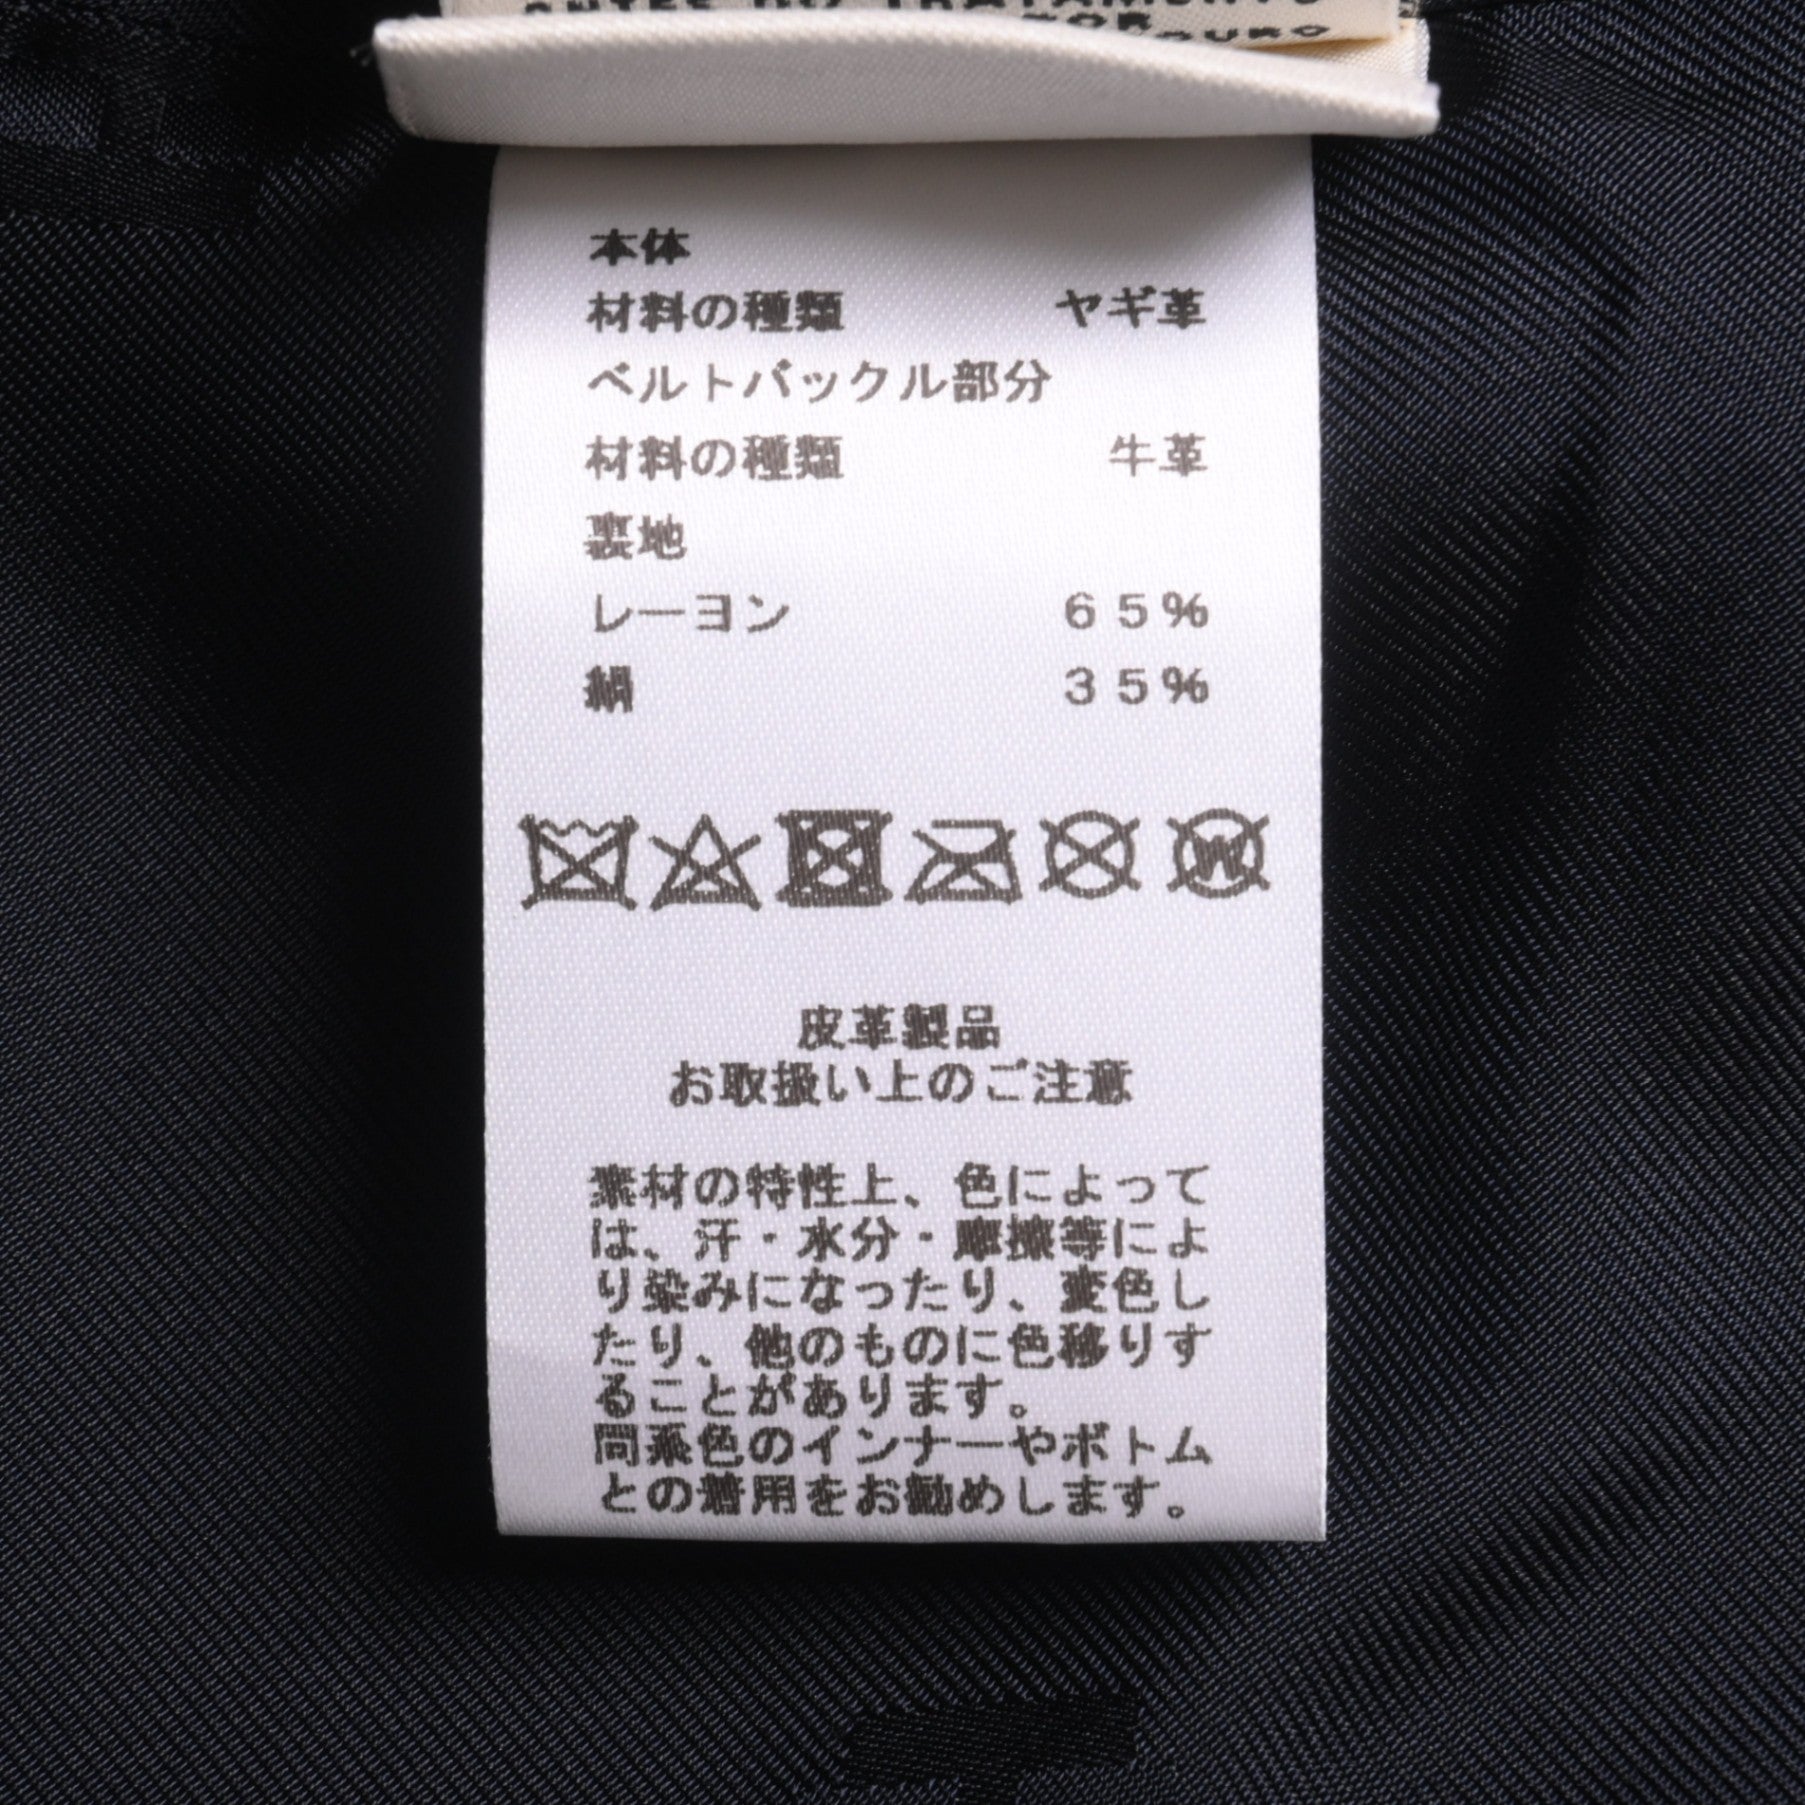 ANTES DO TRATAMENTO
POR
OURO
本体
材料の種類 ヤギ革
ベルトバックル部分
材料の種類 牛革
裏地
レーヨン 65%
絹 35%
W
皮革製品
お取扱い上のご注意
素材の特性上、色によって
は、汗・水分・摩擦等によ
り染みになったり、変色し
たり、他のものに色移りす
ることがあります。
同系色のインナーやボトム
との着用をお勧めします。